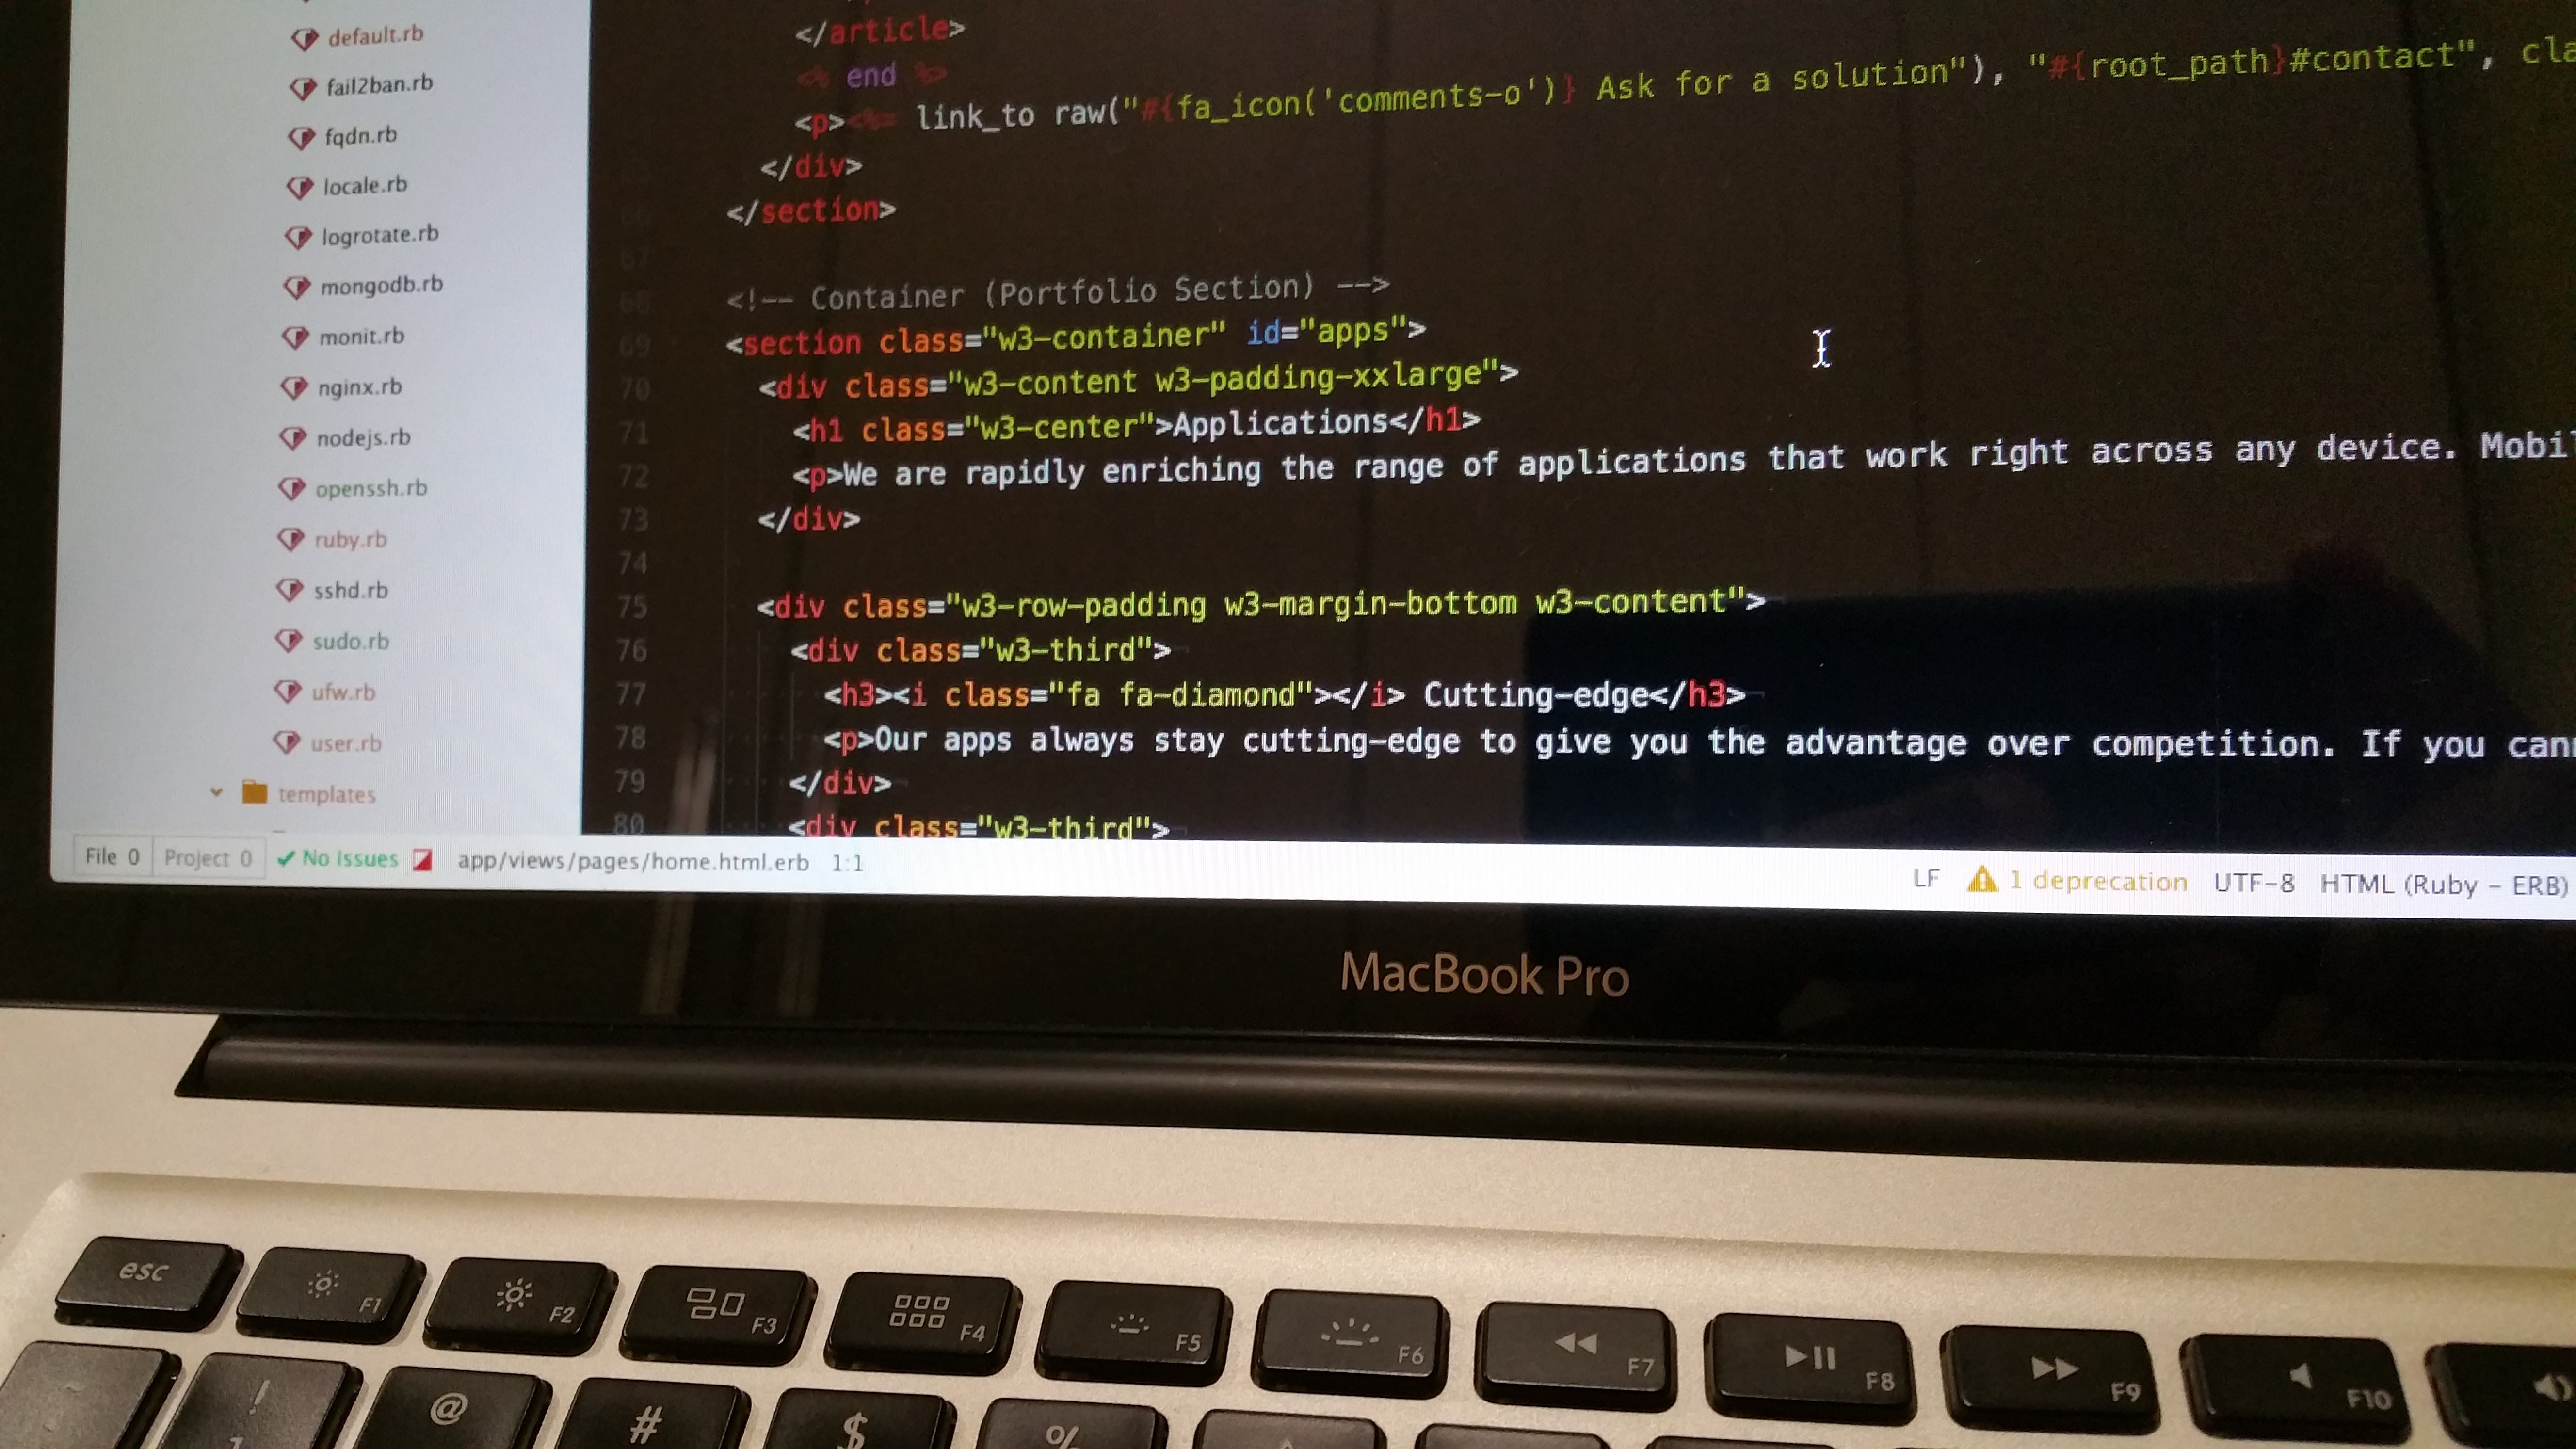 default.rb
fail2ban.rb
fqdn.rb
locale.rb
logrotate.rb
mongodb.rb
monit.rb
nginx.rb
nodejs.rb
openssh.rb
ruby.rb
sshd.rb
sudo.rb
ufw.rb
user.rb
templates
</article>
<% end %>
<p><%= link_to raw("#{fa_icon('comments-o')} Ask for a solution"), "#{root_path}#contact",
</div>
66 </section>
67
68 <!-- Container (Portfolio Section) -->
69 <section class="w3-container" id="apps">
70 <div class="w3-content w3-padding-xxlarge">
71 <h1 class="w3-center">Applications</h1>
72 <p>We are rapidly enriching the range of applications that work right across any device.
73 </div>
74
75 <div class="w3-row-padding w3-margin-bottom w3-content">
76 <div class="w3-third">
77 <h3><i class="fa fa-diamond"></i> Cutting-edge</h3>
78 <p>Our apps always stay cutting-edge to give you the advantage over competition. If you
79 </div>
80 <div class="w3-third">
File 0 Project 0 No Issues app/views/pages/home.html.erb 1:1 LF 1 deprecation UTF-8 HTML (Ruby - ERB)
MacBook Pro
esc F1 F2 F3 F4 F5 F6 F7 F8 F9 F10
~ ! @ # $ %